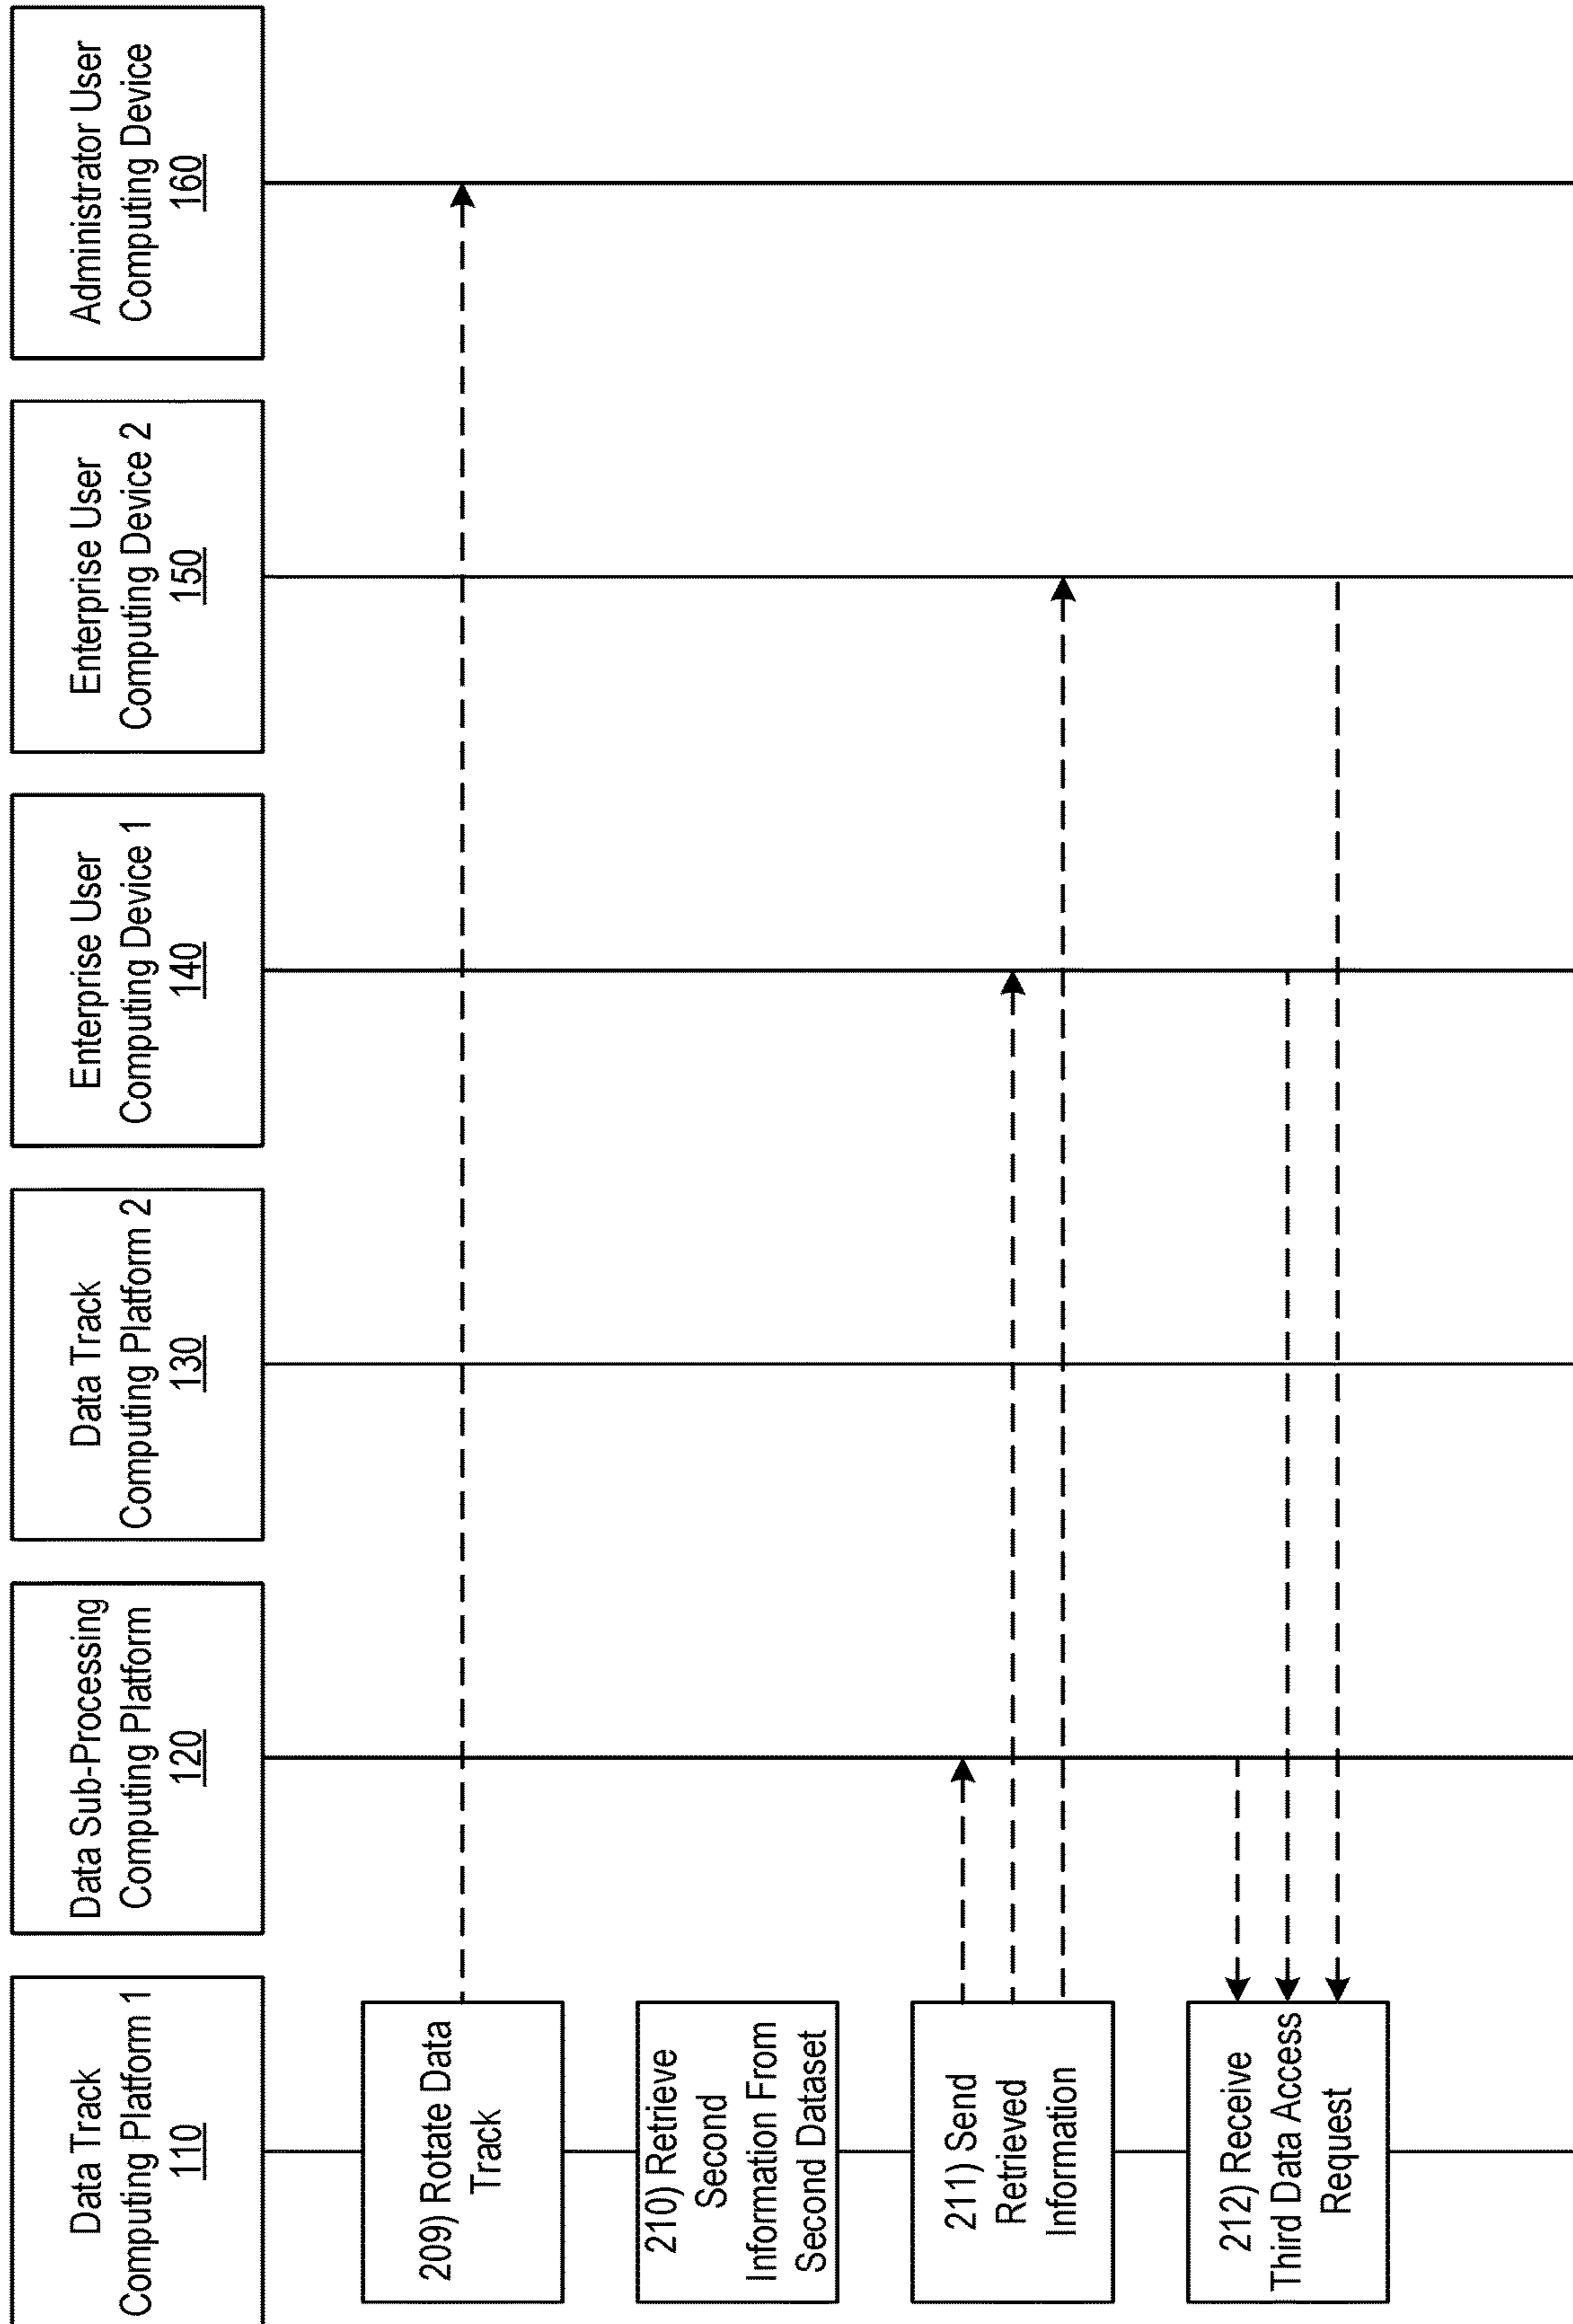 Data Track
Computing Platform 1
110
Data Sub-Processing
Computing Platform
120
Data Track
Computing Platform 2
130
Enterprise User
Computing Device 1
140
Enterprise User
Computing Device 2
150
Administrator User
Computing Device
160
209) Rotate Data
Track
210) Retrieve
Second
Information From
Second Dataset
211) Send
Retrieved
Information
212) Receive
Third Data Access
Request